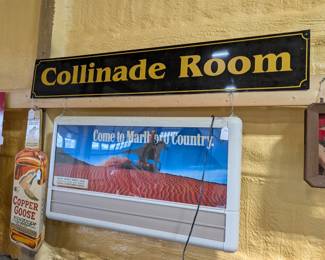 Collinade Room
Come to Marlboro Country.
COPPER
GOOSE